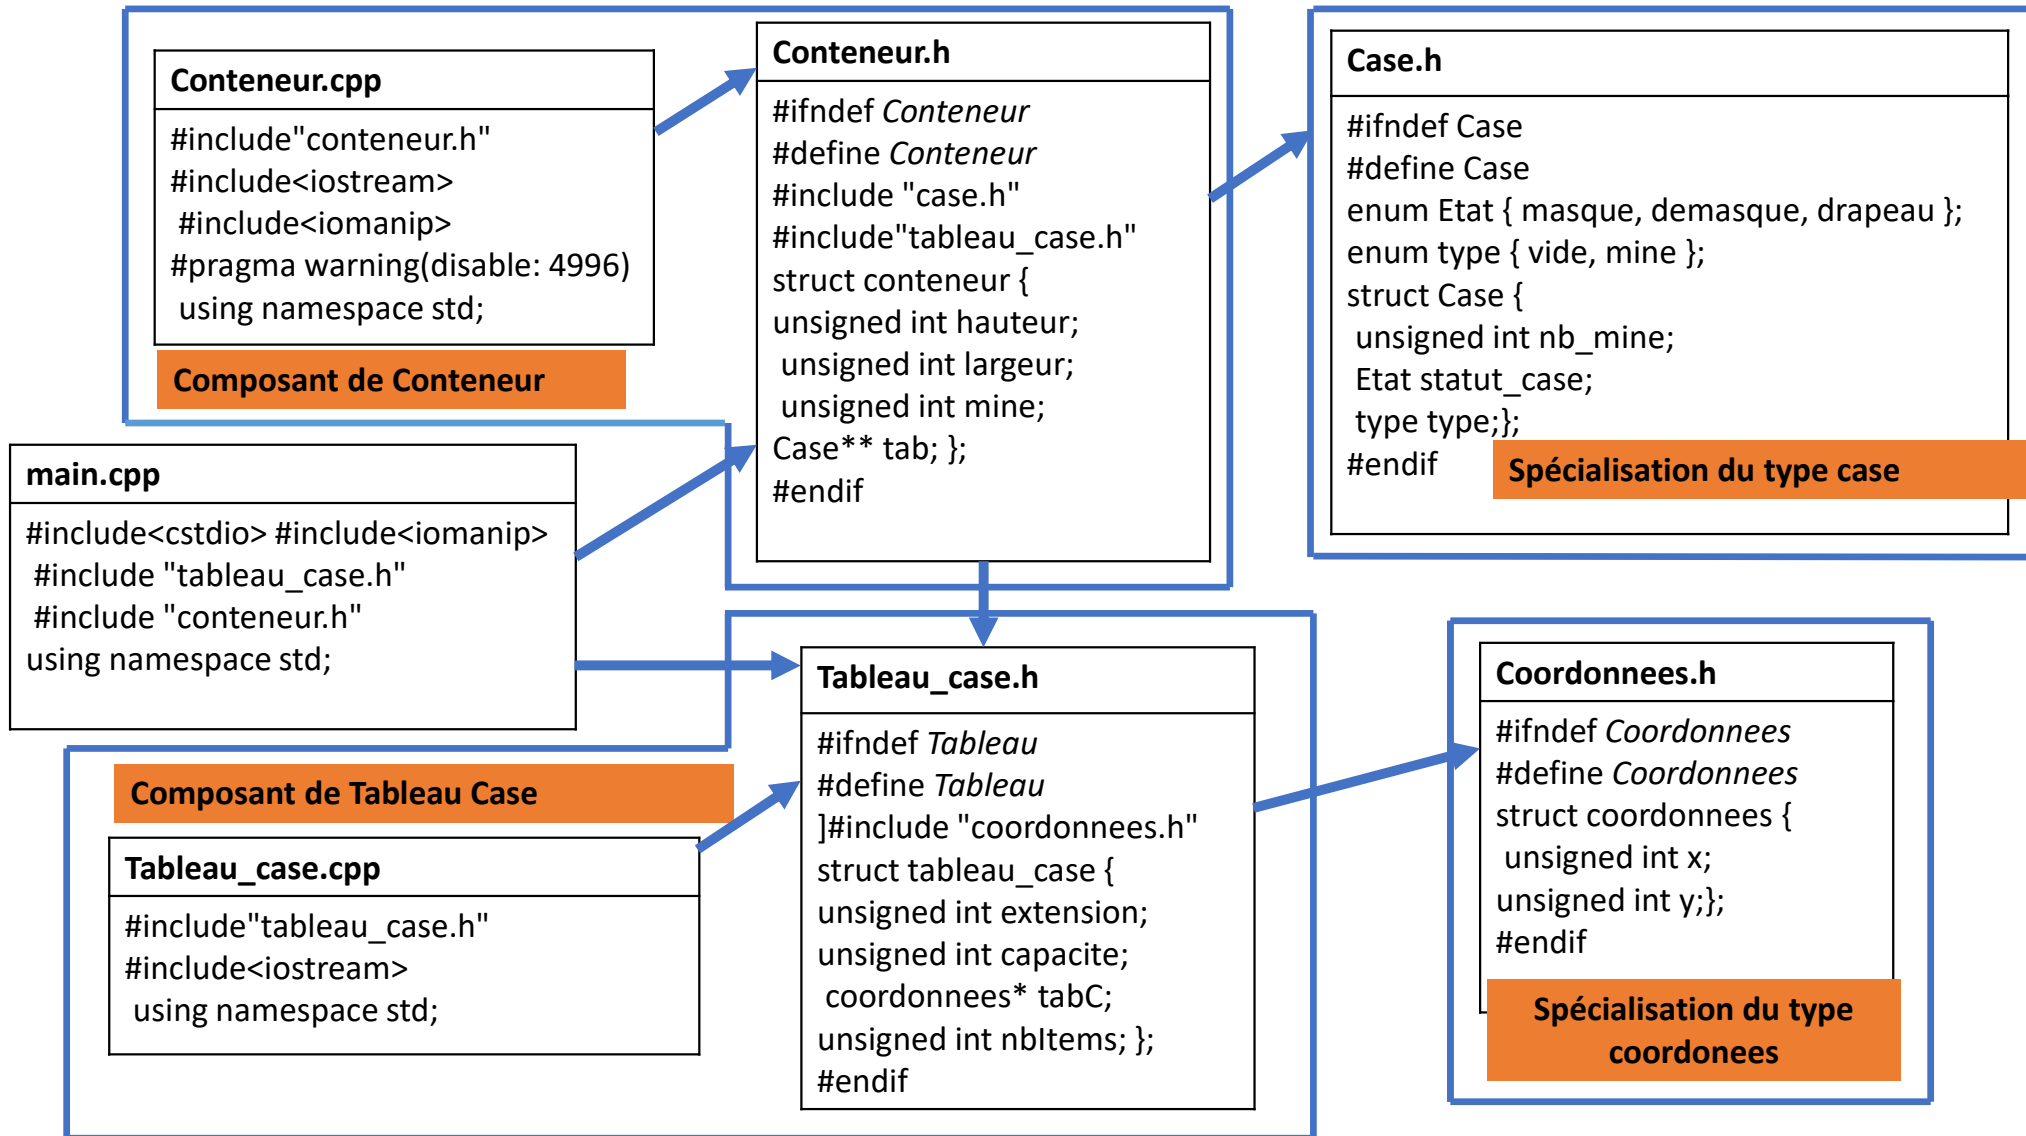 Conteneur.cpp
#include"conteneur.h"
#include<iostream>
#include<iomanip>
#pragma warning(disable: 4996)
using namespace std;
Composant de Conteneur
Conteneur.h
#ifndef Conteneur
#define Conteneur
#include "case.h"
#include"tableau_case.h"
struct conteneur {
unsigned int hauteur;
unsigned int largeur;
unsigned int mine;
Case** tab; };
#endif
Case.h
#ifndef Case
#define Case
enum Etat { masque, demasque, drapeau };
enum type { vide, mine };
struct Case {
unsigned int nb_mine;
Etat statut_case;
type type;};
#endif
Spécialisation du type case
main.cpp
#include<cstdio> #include<iomanip>
#include "tableau_case.h"
#include "conteneur.h"
using namespace std;
Composant de Tableau Case
Tableau_case.cpp
#include"tableau_case.h"
#include<iostream>
using namespace std;
Tableau_case.h
#ifndef Tableau
#define Tableau
]#include "coordonnees.h"
struct tableau_case {
unsigned int extension;
unsigned int capacite;
coordonnees* tabC;
unsigned int nbItems; };
#endif
Coordonnees.h
#ifndef Coordonnees
#define Coordonnees
struct coordonnees {
unsigned int x;
unsigned int y;};
#endif
Spécialisation du type
coordonees